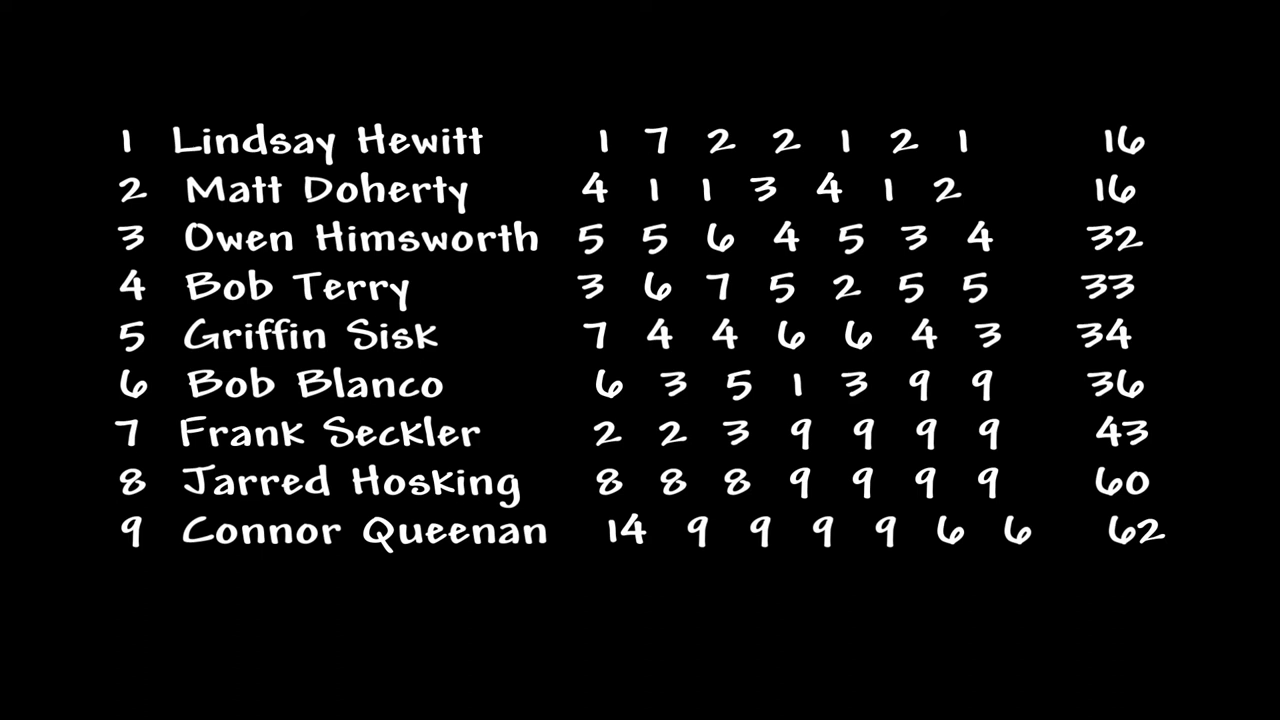 1 Lindsay Hewitt 1 7 2 2 1 2 1 16
2 Matt Doherty 4 1 1 3 4 1 2 16
3 Owen Himsworth 5 5 6 4 5 3 4 32
4 Bob Terry 3 6 7 5 2 5 5 33
5 Griffin Sisk 7 4 4 6 6 4 3 34
6 Bob Blanco 6 3 5 1 3 9 9 36
7 Frank Seckler 2 2 3 9 9 9 9 43
8 Jarred Hosking 8 8 8 9 9 9 9 60
9 Connor Queenan 14 9 9 9 9 6 6 62